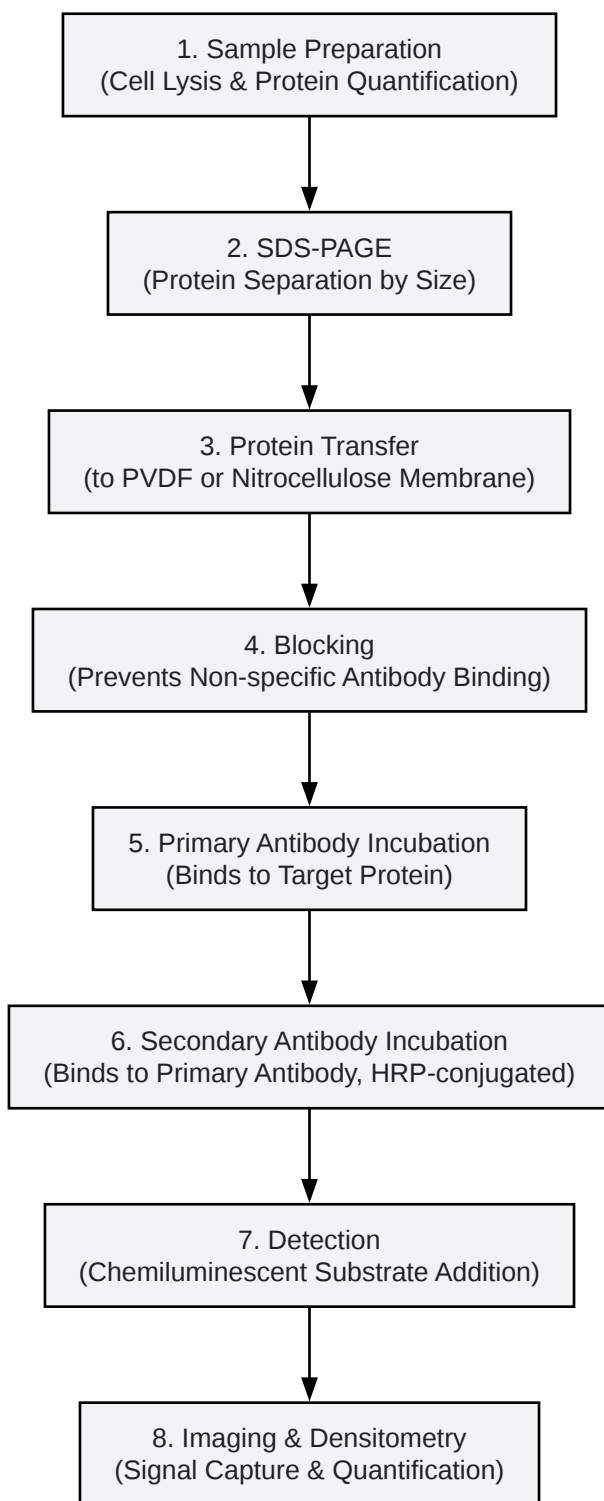 1. Sample Preparation
(Cell Lysis & Protein Quantification)
2. SDS-PAGE
(Protein Separation by Size)
3. Protein Transfer
(to PVDF or Nitrocellulose Membrane)
4. Blocking
(Prevents Non-specific Antibody Binding)
5. Primary Antibody Incubation
(Binds to Target Protein)
6. Secondary Antibody Incubation
(Binds to Primary Antibody, HRP-conjugated)
7. Detection
(Chemiluminescent Substrate Addition)
8. Imaging & Densitometry
(Signal Capture & Quantification)